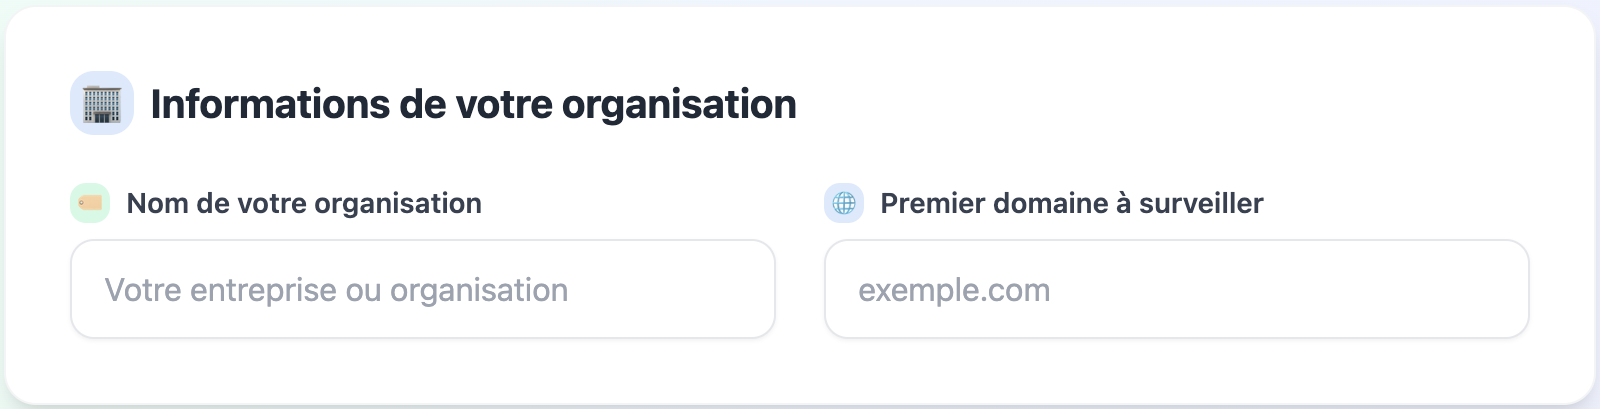 Informations de votre organisation
Nom de votre organisation
Premier domaine à surveiller
Votre entreprise ou organisation
exemple.com